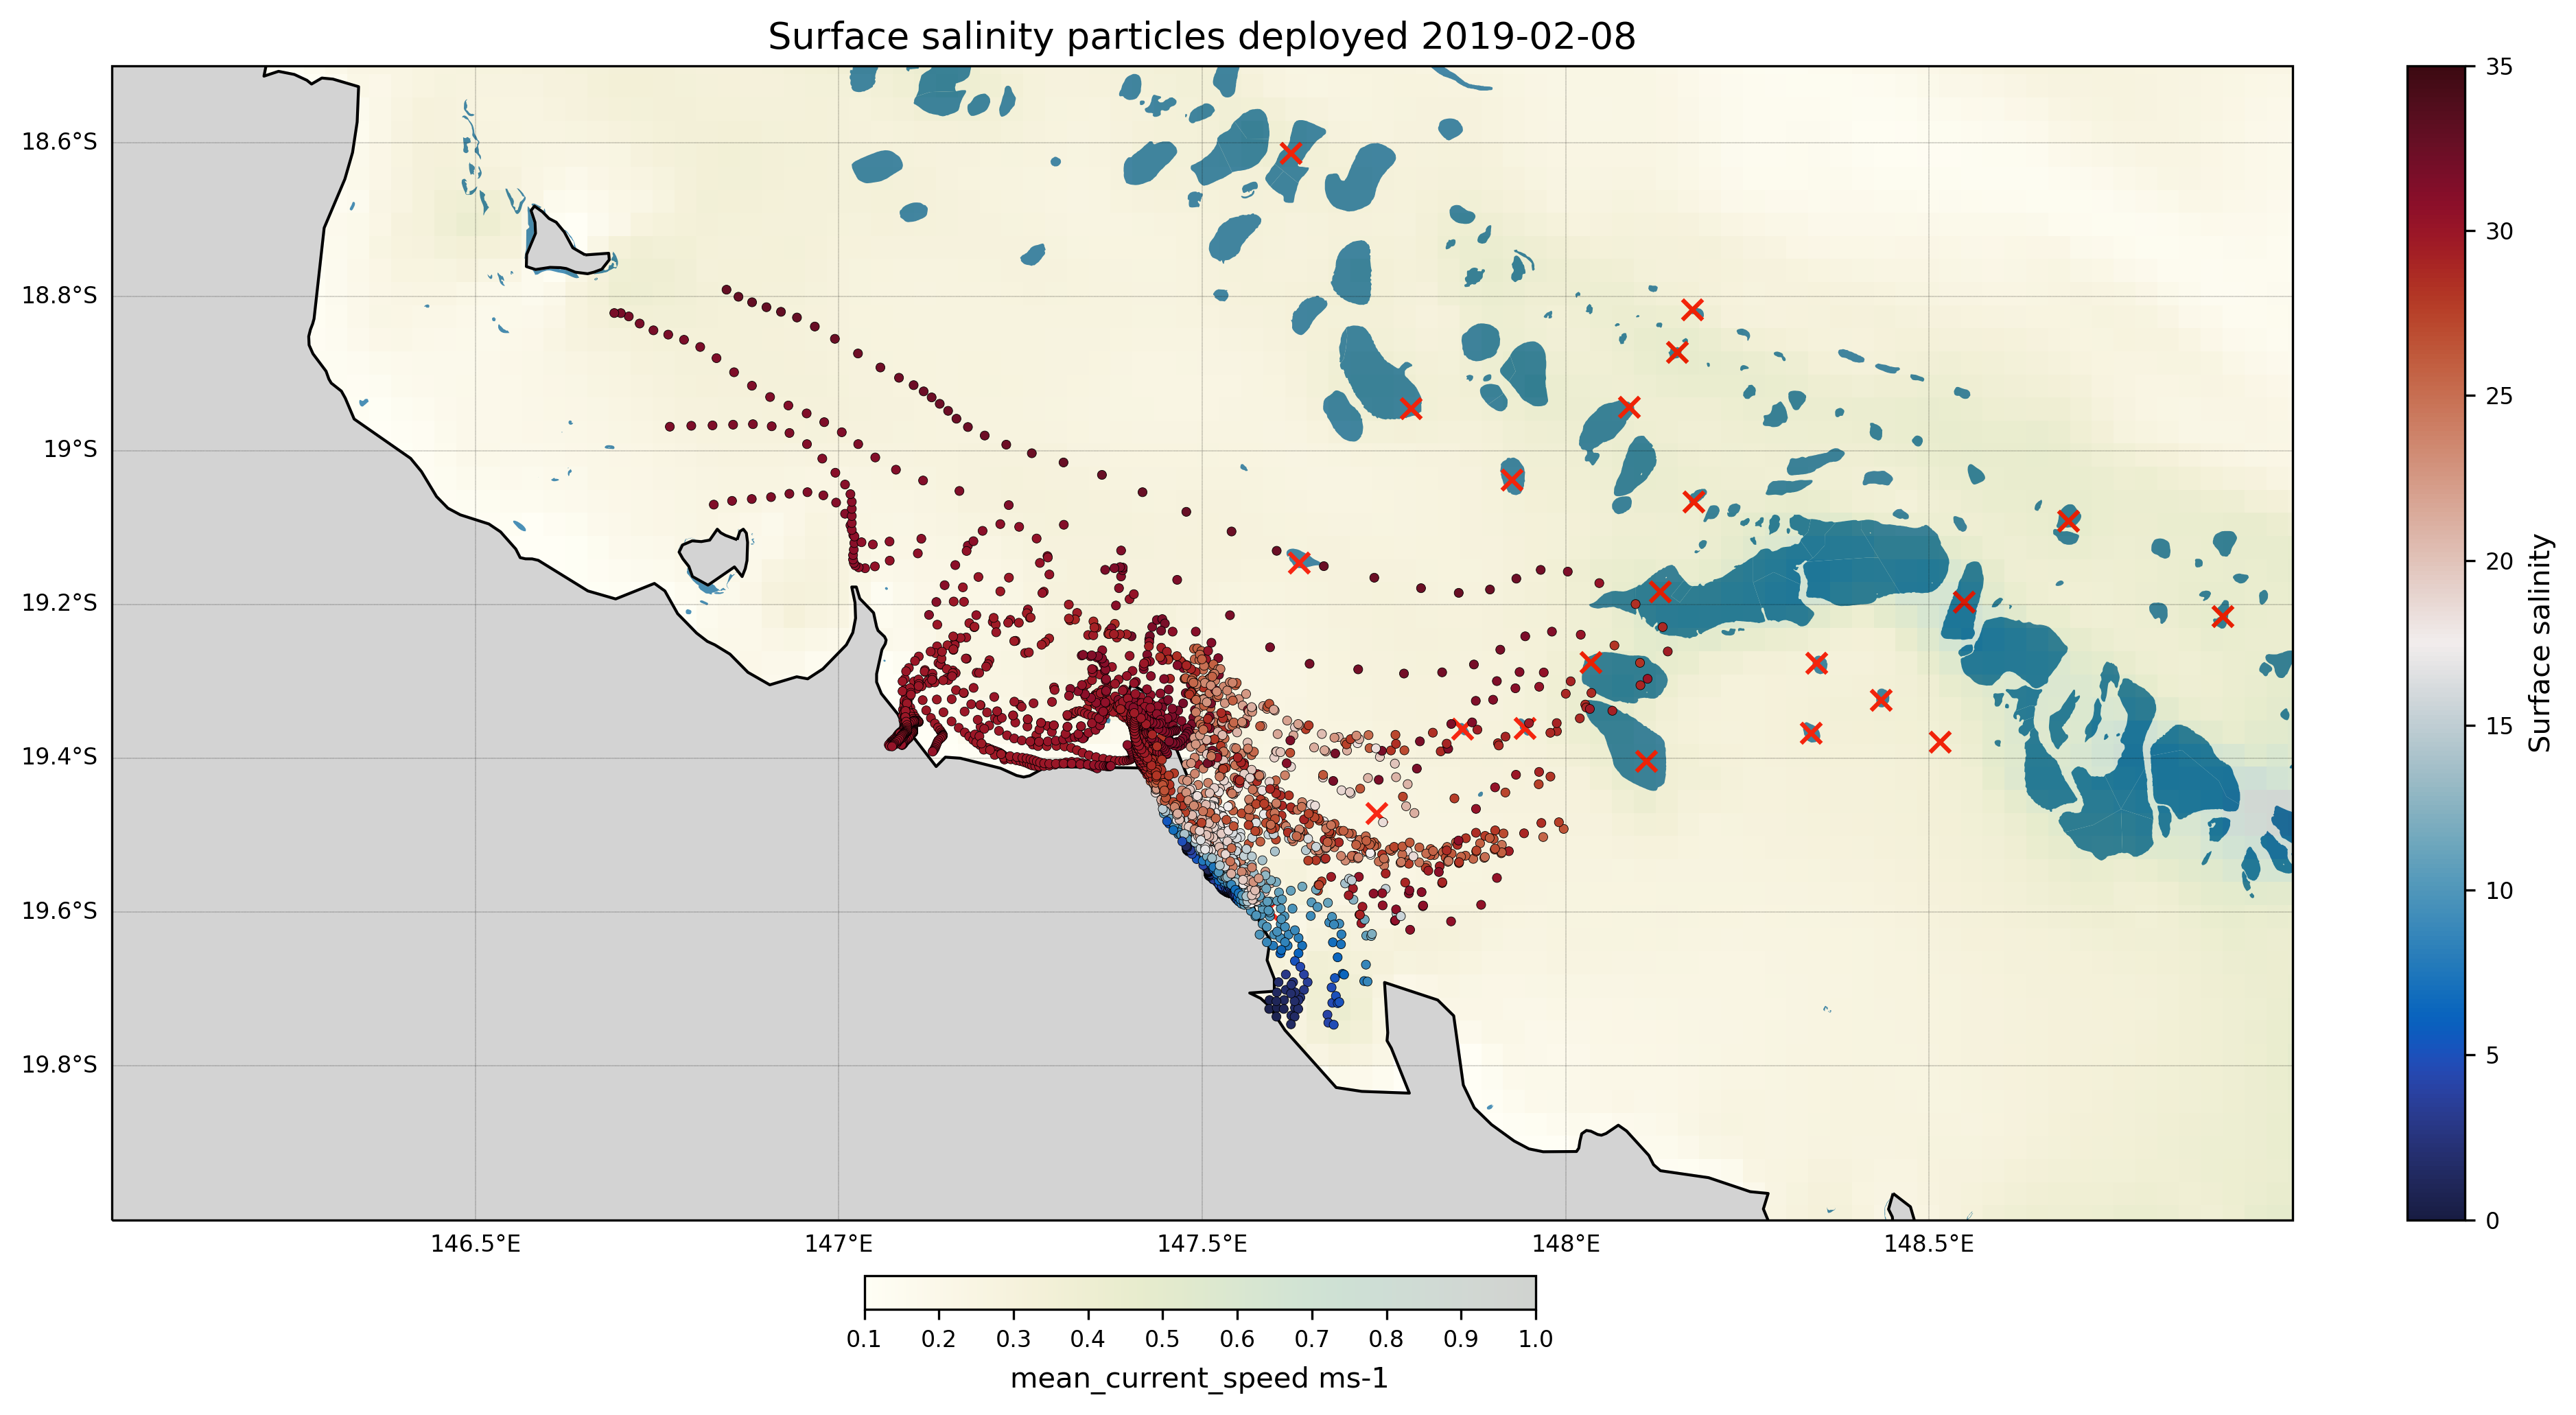 Surface salinity particles deployed 2019-02-08
18.6°S
18.8°S
19°S
19.2°S
19.4°S
19.6°S
19.8°S
146.5°E
147°E
147.5°E
148°E
148.5°E
35
30
25
20
15
10
5
0
Surface salinity
0.1 0.2 0.3 0.4 0.5 0.6 0.7 0.8 0.9 1.0
mean_current_speed ms-1